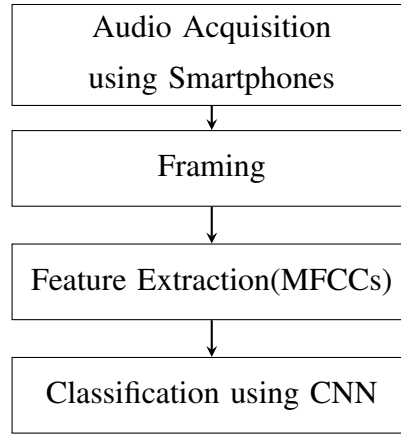 Audio Acquisition
using Smartphones
Framing
Feature Extraction(MFCCs)
Classification using CNN